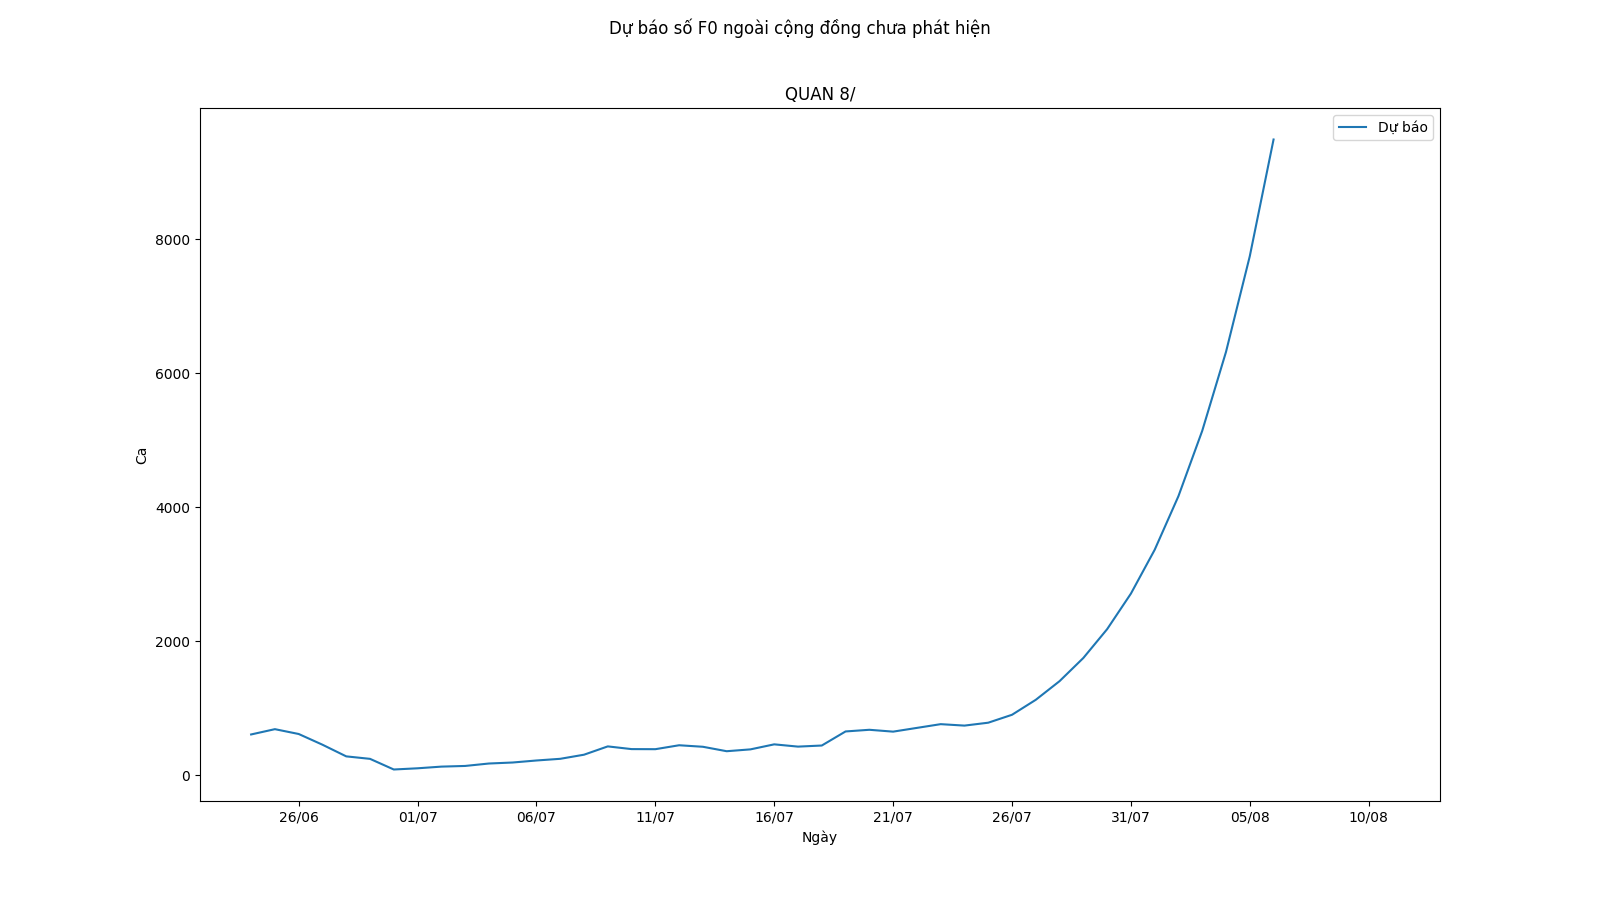 Dự báo số F0 ngoài cộng đồng chưa phát hiện
QUAN 8/
Dự báo
8000
6000
4000
2000
0
Ca
26/06 01/07 06/07 11/07 16/07 21/07 26/07 31/07 05/08 10/08
Ngày